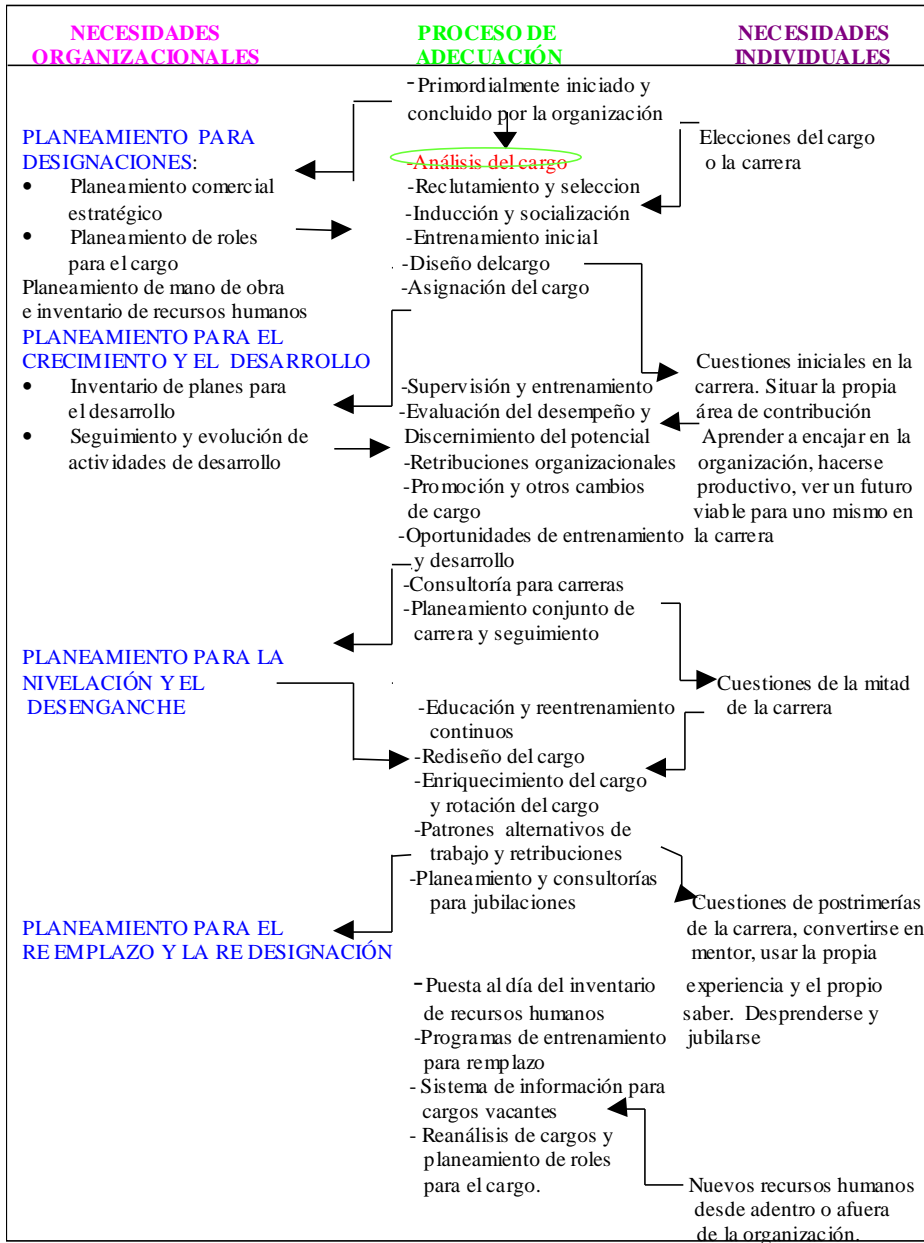 NECESIDADES
ORGANIZACIONALES
PROCESO DE
ADECUACIÓN
NECESIDADES
INDIVIDUALES
-Primordialmente iniciado y
concluido por la organización
PLANEAMIENTO PARA
DESIGNACIONES:
• Planeamiento comercial
estratégico
• Planeamiento de roles
para el cargo
Planeamiento de mano de obra
e inventario de recursos humanos
-Análisis del cargo
-Reclutamiento y seleccion
-Inducción y socialización
-Entrenamiento inicial
-Diseño delcargo
-Asignación del cargo
Elecciones del cargo
o la carrera
PLANEAMIENTO PARA EL
CRECIMIENTO Y EL DESARROLLO
• Inventario de planes para
el desarrollo
• Seguimiento y evolución de
actividades de desarrollo
-Supervisión y entrenamiento
-Evaluación del desempeño y
Discernimiento del potencial
-Retribuciones organizacionales
-Promoción y otros cambios
de cargo
-Oportunidades de entrenamiento
y desarrollo
-Consultoría para carreras
-Planeamiento conjunto de
carrera y seguimiento
Cuestiones iniciales en la
carrera. Situar la propia
área de contribución
Aprender a encajar en la
organización, hacerse
productivo, ver un futuro
viable para uno mismo en
la carrera
PLANEAMIENTO PARA LA
NIVELACIÓN Y EL
DESENGANCHE
-Educación y reentrenamiento
continuos
-Rediseño del cargo
-Enriquecimiento del cargo
y rotación del cargo
-Patrones alternativos de
trabajo y retribuciones
-Planeamiento y consultorías
para jubilaciones
Cuestiones de la mitad
de la carrera
PLANEAMIENTO PARA EL
RE EMPLAZO Y LA RE DESIGNACIÓN
-Puesta al día del inventario
de recursos humanos
-Programas de entrenamiento
para remplazo
- Sistema de información para
cargos vacantes
- Reanálisis de cargos y
planeamiento de roles
para el cargo.
Cuestiones de postrimerías
de la carrera, convertirse en
mentor, usar la propia
experiencia y el propio
saber. Desprenderse y
jubilarse
Nuevos recursos humanos
desde adentro o afuera
de la organización.